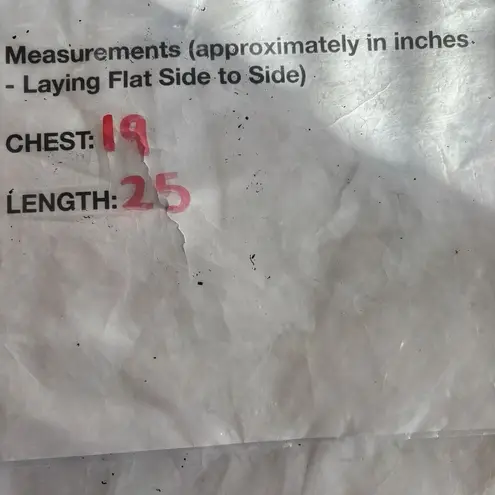 Measurements (approximately in inches
- Laying Flat Side to Side)
CHEST: 19
LENGTH: 25